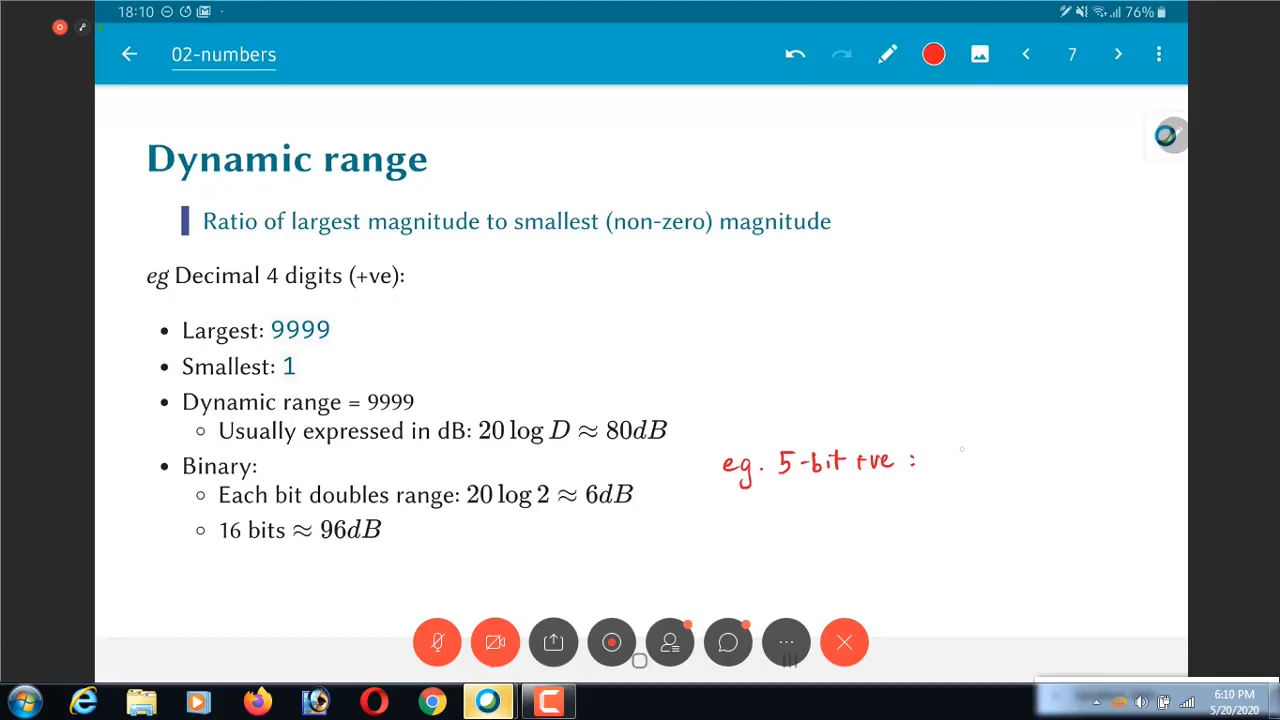 18:10
76%
02-numbers
7
Dynamic range
Ratio of largest magnitude to smallest (non-zero) magnitude
eg Decimal 4 digits (+ve):
• Largest: 9999
• Smallest: 1
• Dynamic range = 9999
○ Usually expressed in dB: 20 log D ≈ 80dB
• Binary:
eg. 5-bit +ve :
○ Each bit doubles range: 20 log 2 ≈ 6dB
○ 16 bits ≈ 96dB
6:10 PM
5/20/2020